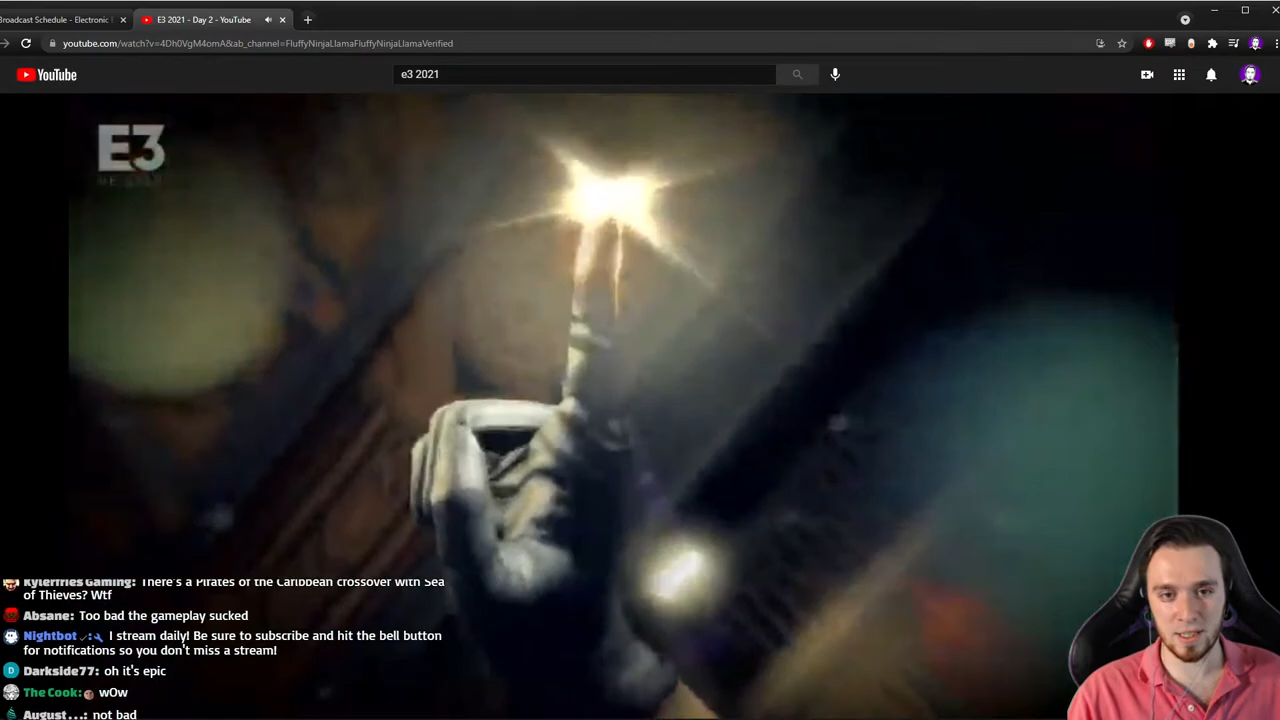 Broadcast Schedule - Electronic
E3 2021 - Day 2 - YouTube
youtube.com/watch?v=4Dh0VgM4omA&ab_channel=FluffyNinjaLlamaFluffyNinjaLlamaVerified
YouTube
e3 2021
E3
Kylerfries Gaming: There's a Pirates of the Caribbean crossover with Sea
of Thieves? Wtf
Absane: Too bad the gameplay sucked
Nightbot: I stream daily! Be sure to subscribe and hit the bell button
for notifications so you don't miss a stream!
D Darkside77: oh it's epic
The Cook: wOw
August...: not bad